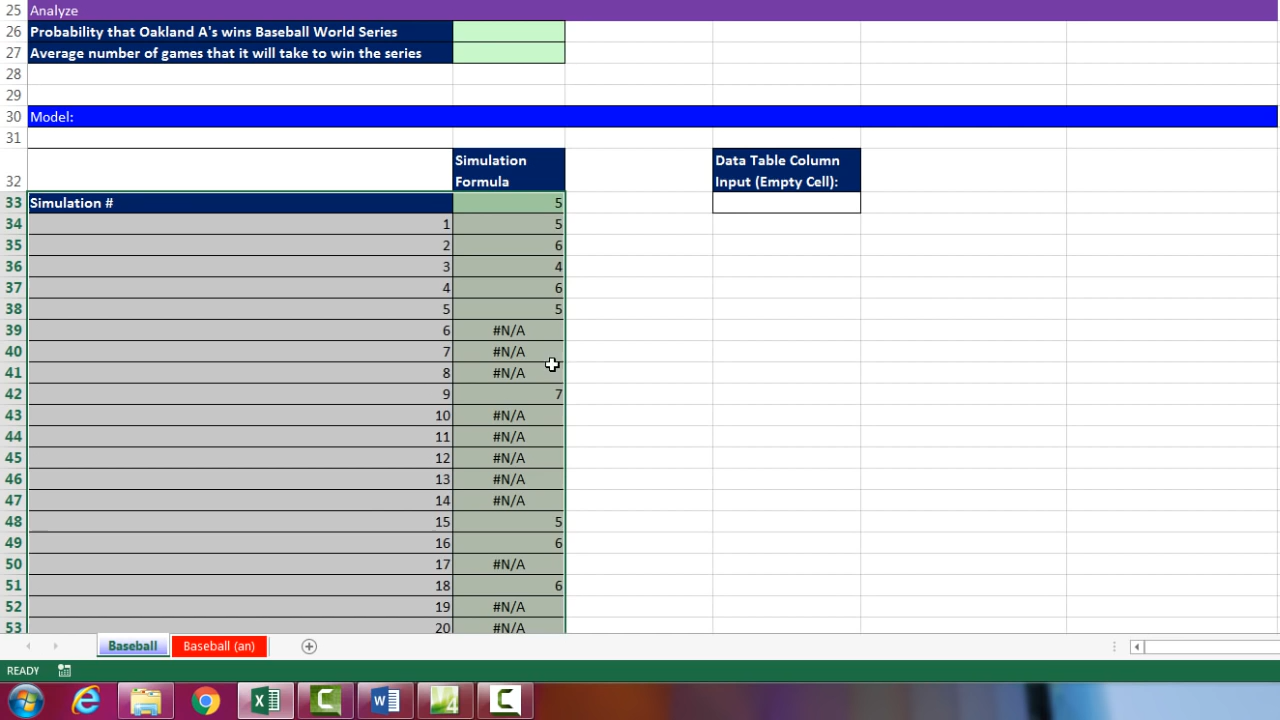 25 Analyze
26 Probability that Oakland A's wins Baseball World Series
27 Average number of games that it will take to win the series
28
29
30 Model:
31
Simulation Data Table Column
32 Formula Input (Empty Cell):
33 Simulation # 5
34 1 5
35 2 6
36 3 4
37 4 6
38 5 5
39 6 #N/A
40 7 #N/A
41 8 #N/A
42 9 7
43 10 #N/A
44 11 #N/A
45 12 #N/A
46 13 #N/A
47 14 #N/A
48 15 5
49 16 6
50 17 #N/A
51 18 6
52 19 #N/A
53 20 #N/A
Baseball Baseball (an)
READY